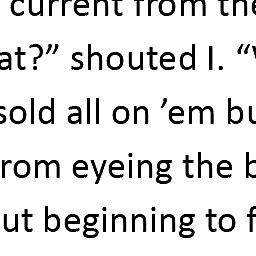 current from the
at?” shouted I. “
sold all on ’em bu
rom eyeing the b
ut beginning to f